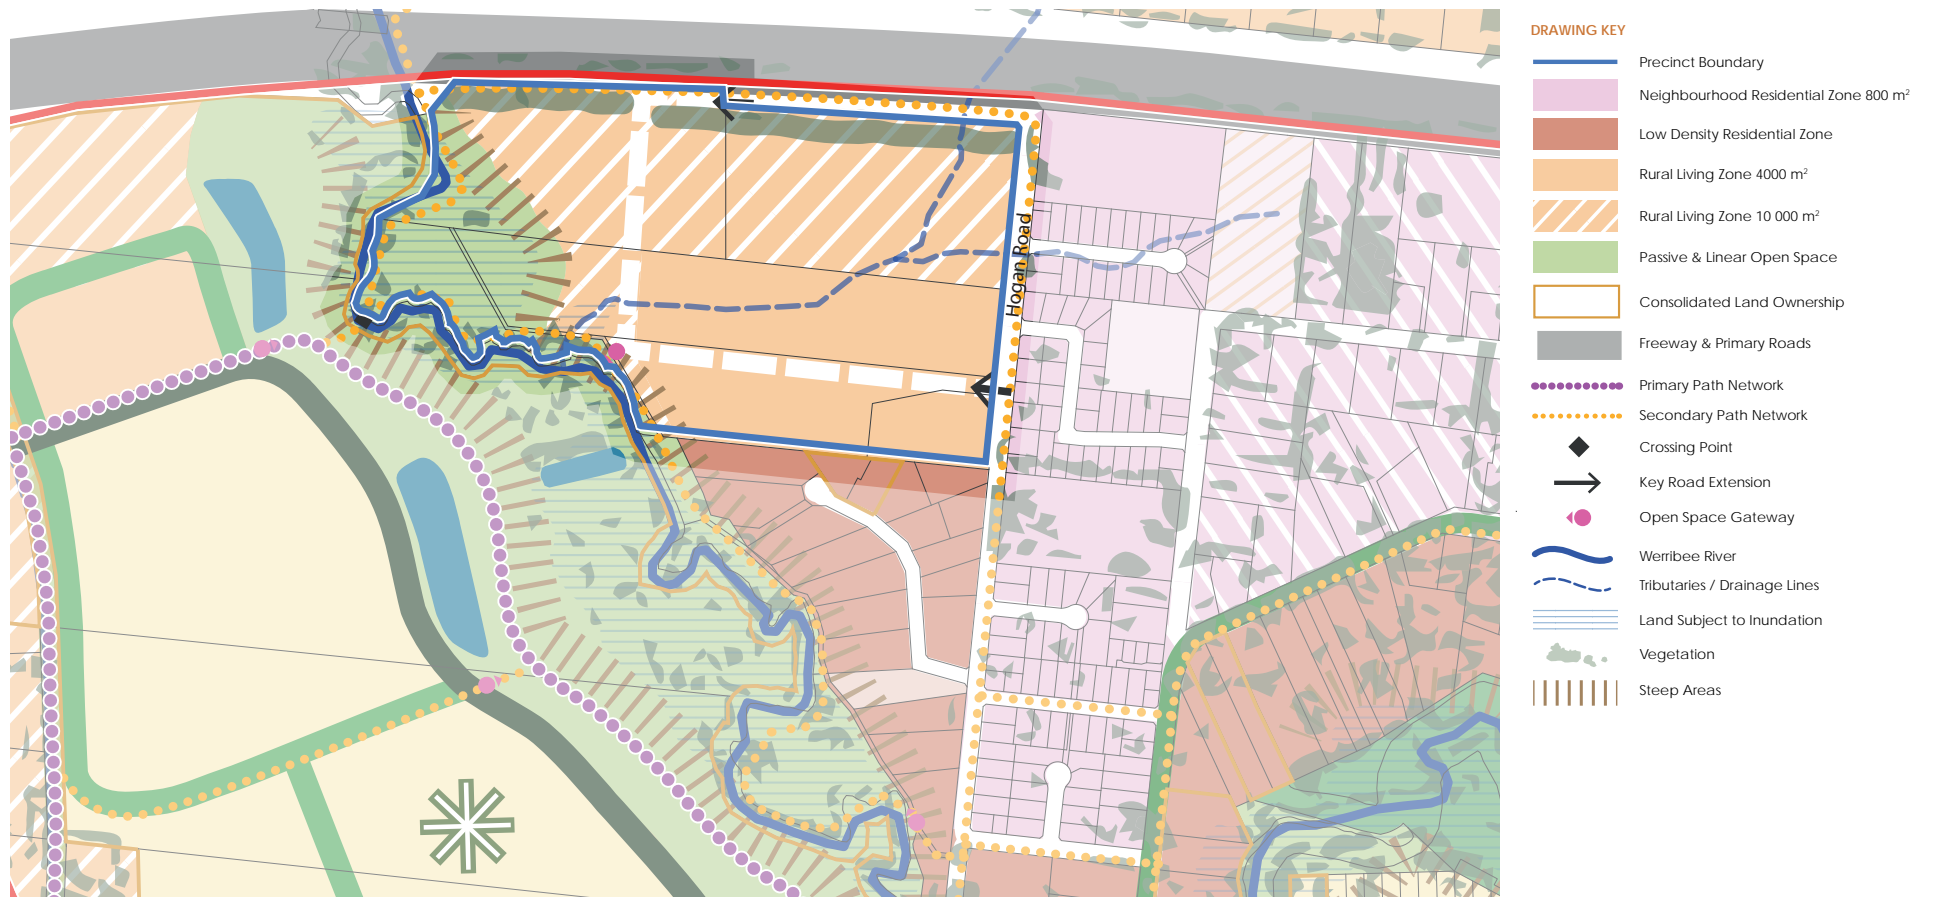 DRAWING KEY
Precinct Boundary
Neighbourhood Residential Zone 800 m²
Low Density Residential Zone
Rural Living Zone 4000 m²
Rural Living Zone 10 000 m²
Passive & Linear Open Space
Consolidated Land Ownership
Freeway & Primary Roads
Primary Path Network
Secondary Path Network
Crossing Point
Key Road Extension
Open Space Gateway
Werribee River
Tributaries / Drainage Lines
Land Subject to Inundation
Vegetation
Steep Areas
Hogan Road